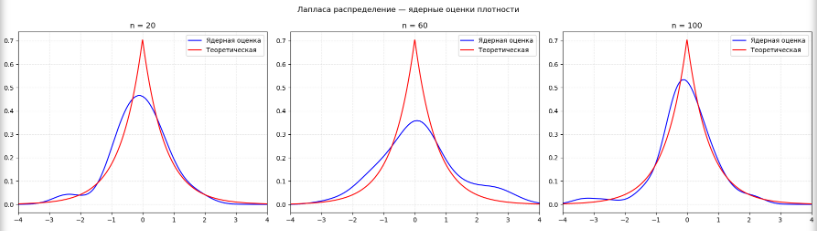 Лапласа распределение — ядерные оценки плотности
n = 20
n = 60
n = 100
Ядерная оценка
Теоретическая
Ядерная оценка
Теоретическая
Ядерная оценка
Теоретическая
0.7
0.6
0.5
0.4
0.3
0.2
0.1
0.0
−4 −3 −2 −1 0 1 2 3 4
0.7
0.6
0.5
0.4
0.3
0.2
0.1
0.0
−4 −3 −2 −1 0 1 2 3 4
0.7
0.6
0.5
0.4
0.3
0.2
0.1
0.0
−4 −3 −2 −1 0 1 2 3 4